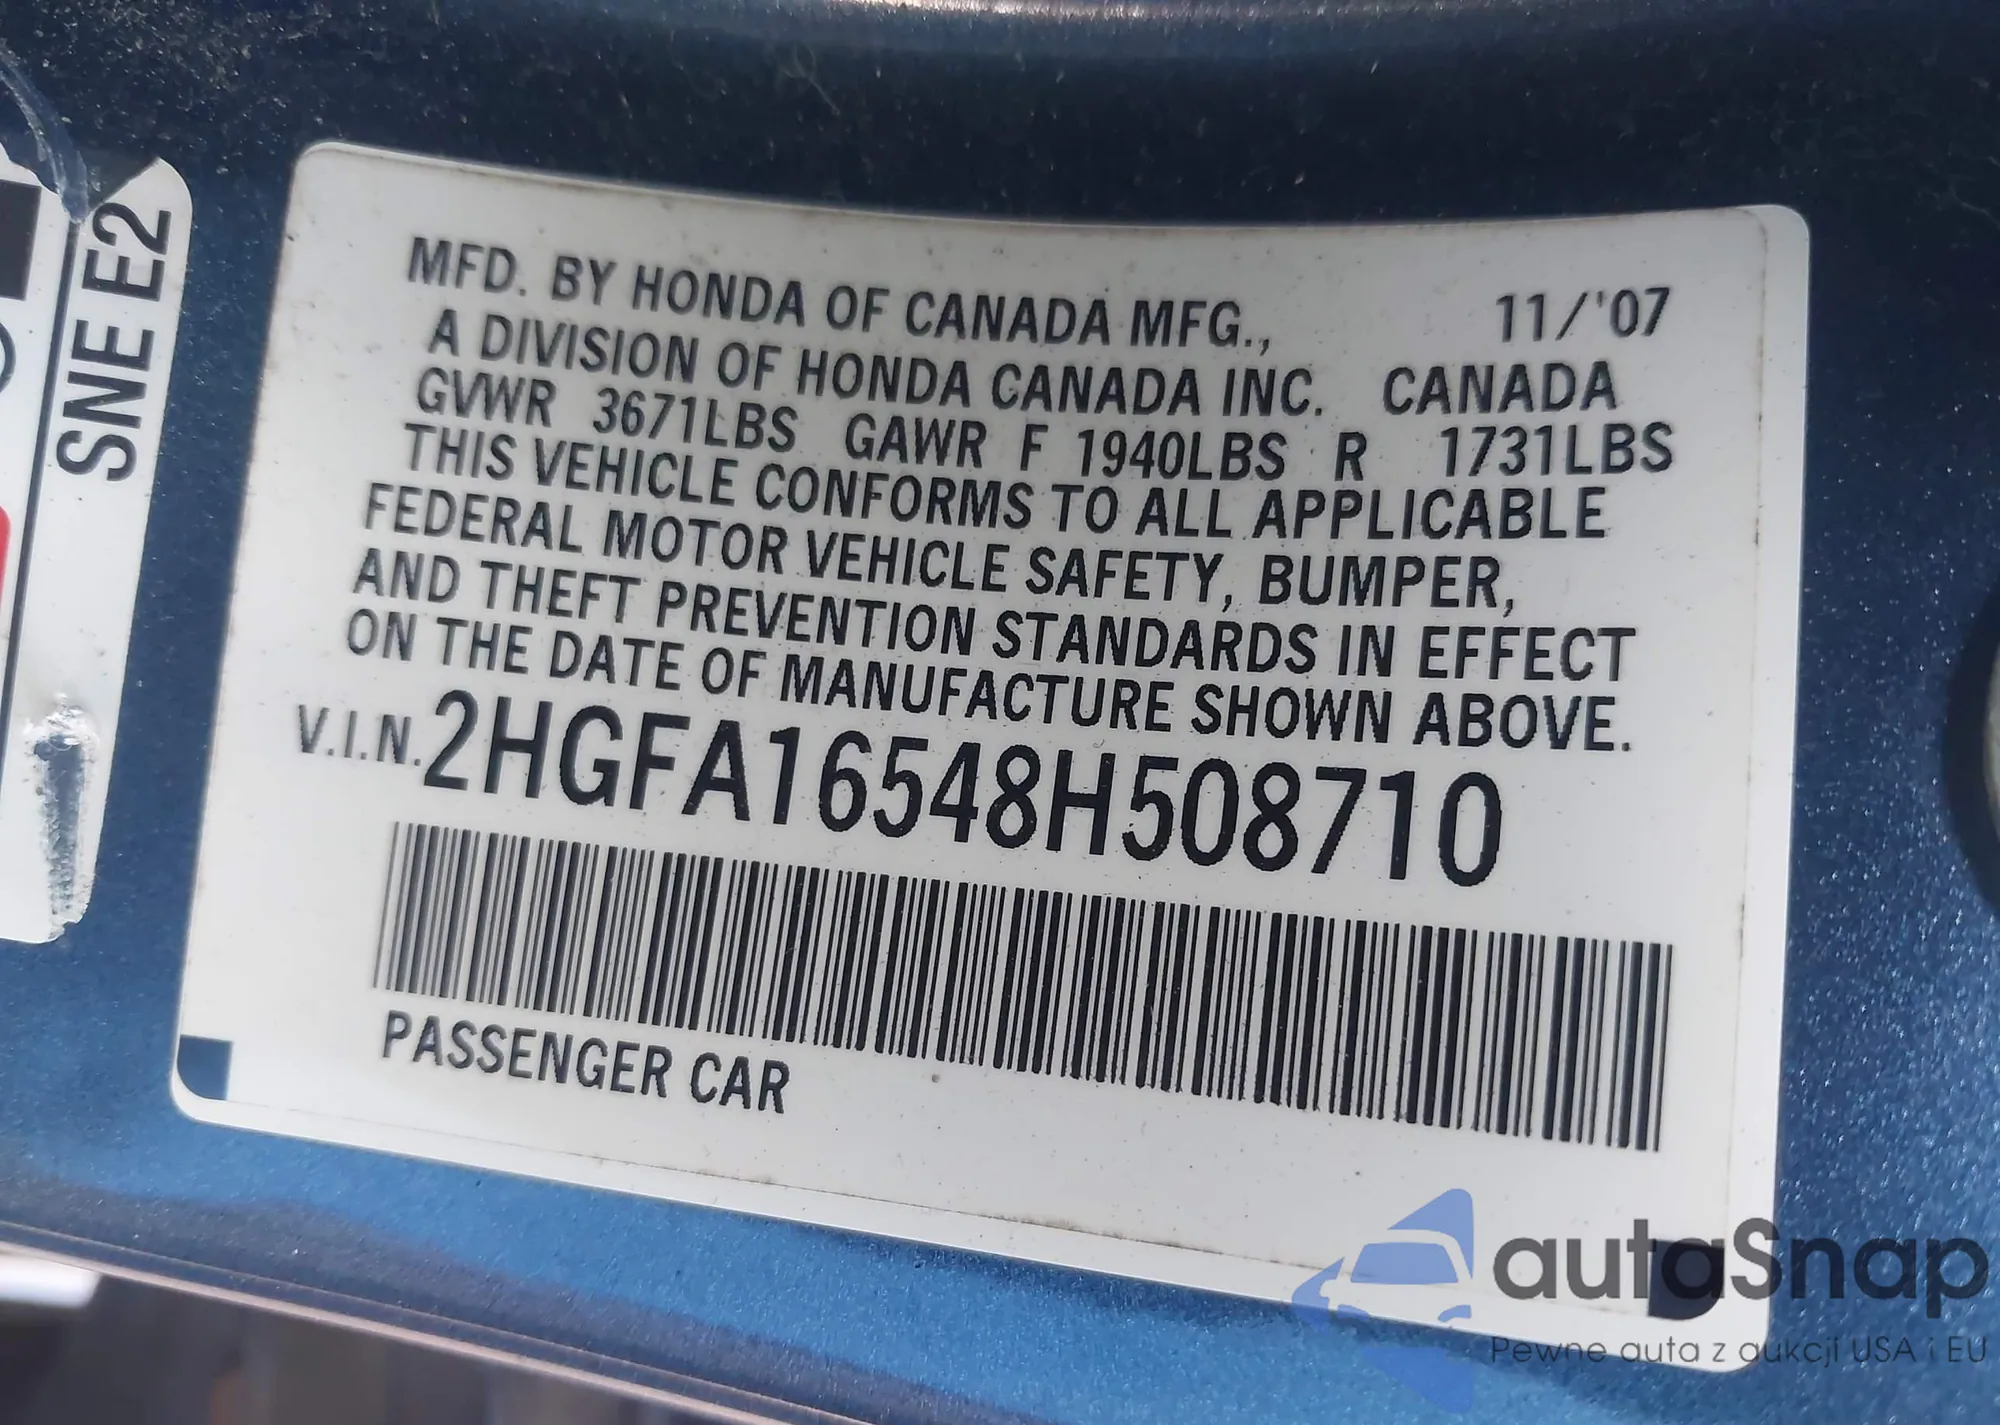 SNE E2
MFD. BY HONDA OF CANADA MFG., 11/'07
A DIVISION OF HONDA CANADA INC. CANADA
GVWR 3671LBS GAWR F 1940LBS R 1731LBS
THIS VEHICLE CONFORMS TO ALL APPLICABLE
FEDERAL MOTOR VEHICLE SAFETY, BUMPER,
AND THEFT PREVENTION STANDARDS IN EFFECT
ON THE DATE OF MANUFACTURE SHOWN ABOVE.
V.I.N. 2HGFA16548H508710
PASSENGER CAR
autaSnap
Pewne auta z aukcji USA i EU